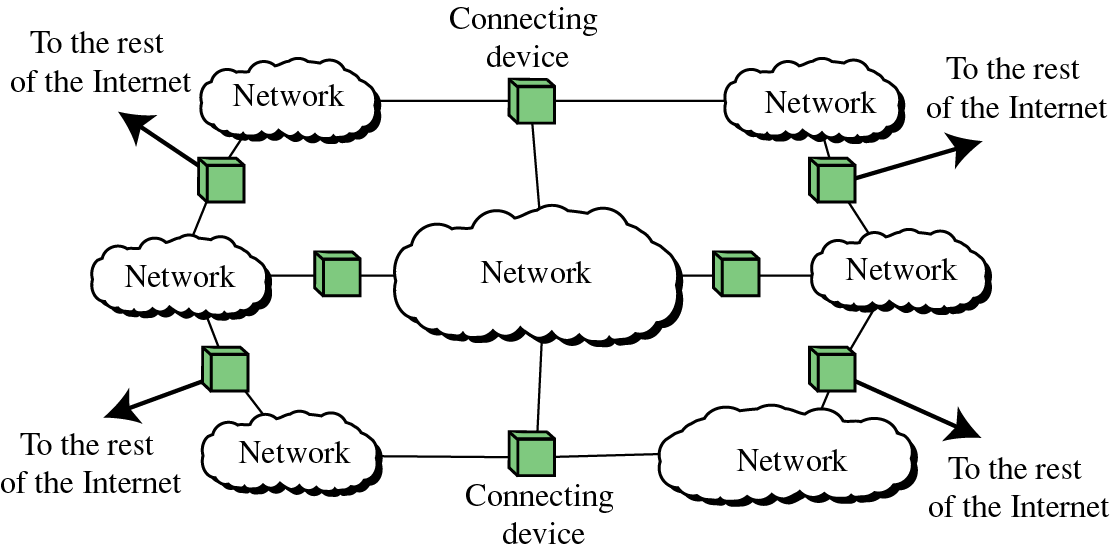 Connecting
device
To the rest
of the Internet
Network
Network
To the rest
of the Internet
Network
Network
Network
To the rest
of the Internet
Network
Network
To the rest
of the Internet
Connecting
device